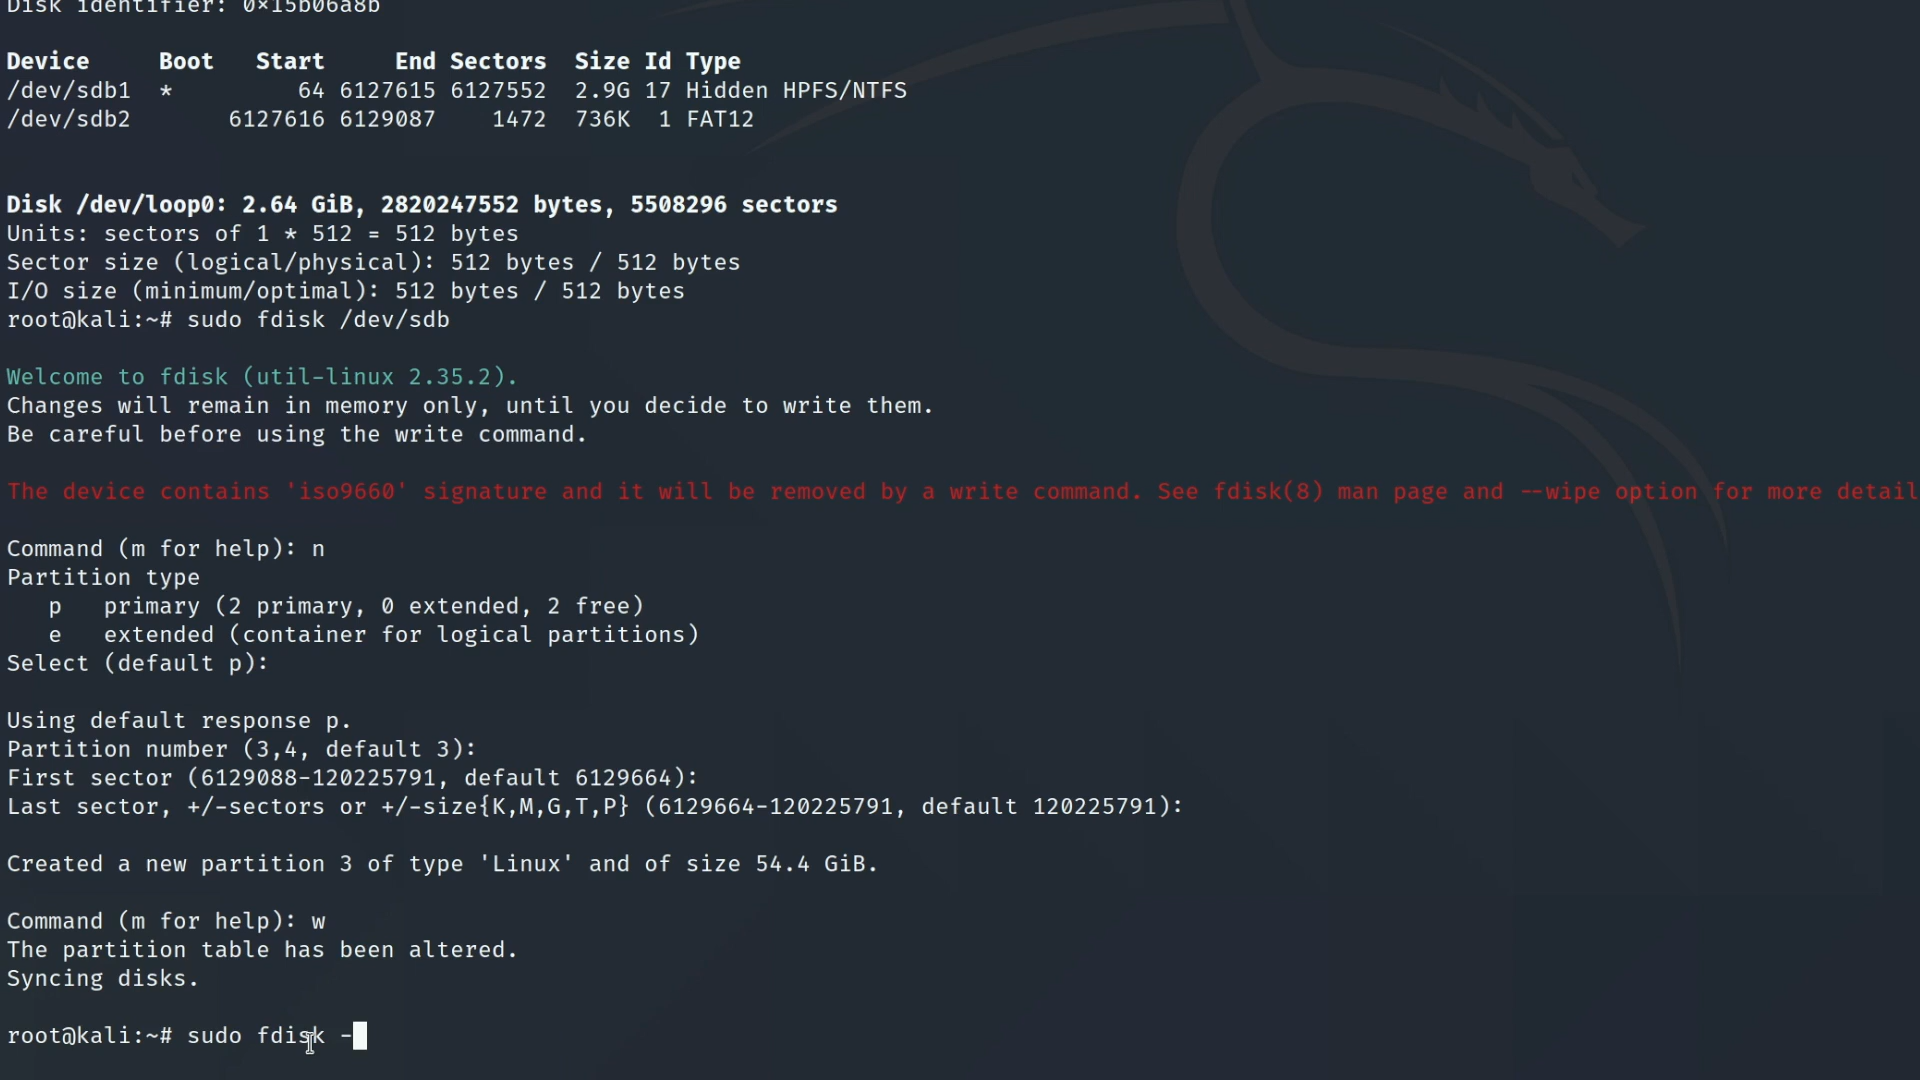 Disk identifier: 0×15b06a8b
Device Boot Start End Sectors Size Id Type
/dev/sdb1 * 64 6127615 6127552 2.9G 17 Hidden HPFS/NTFS
/dev/sdb2 6127616 6129087 1472 736K 1 FAT12
Disk /dev/loop0: 2.64 GiB, 2820247552 bytes, 5508296 sectors
Units: sectors of 1 * 512 = 512 bytes
Sector size (logical/physical): 512 bytes / 512 bytes
I/O size (minimum/optimal): 512 bytes / 512 bytes
root@kali:~# sudo fdisk /dev/sdb
Welcome to fdisk (util-linux 2.35.2).
Changes will remain in memory only, until you decide to write them.
Be careful before using the write command.
The device contains 'iso9660' signature and it will be removed by a write command. See fdisk(8) man page and --wipe option for more detail
Command (m for help): n
Partition type
p primary (2 primary, 0 extended, 2 free)
e extended (container for logical partitions)
Select (default p):
Using default response p.
Partition number (3,4, default 3):
First sector (6129088-120225791, default 6129664):
Last sector, +/-sectors or +/-size{K,M,G,T,P} (6129664-120225791, default 120225791):
Created a new partition 3 of type 'Linux' and of size 54.4 GiB.
Command (m for help): w
The partition table has been altered.
Syncing disks.
root@kali:~# sudo fdisk -